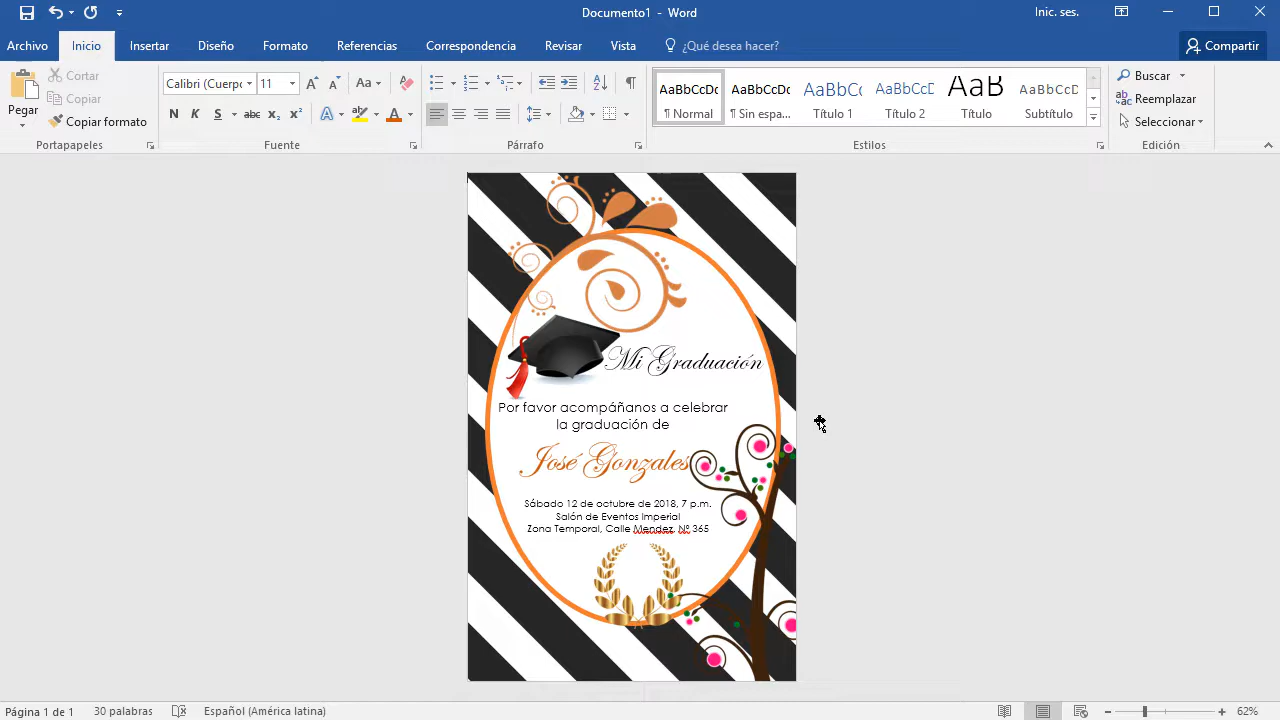 Documento1 - Word
Inic. ses.
Archivo Inicio Insertar Diseño Formato Referencias Correspondencia Revisar Vista ¿Qué desea hacer? Compartir
Pegar
Cortar
Copiar
Copiar formato
Portapapeles
Calibri (Cuerp 11
Aa
N K S abc x₂ x²
Fuente
Párrafo
AaBbCcDc AaBbCcDc AaBbC AaBbCcD AaB AaBbCcD
¶ Normal ¶ Sin espa... Título 1 Título 2 Título Subtítulo
Estilos
Buscar
Reemplazar
Seleccionar
Edición
Mi Graduación
Por favor acompáñanos a celebrar
la graduación de
José Gonzales
Sábado 12 de octubre de 2018, 7 p.m.
Salón de Eventos Imperial
Zona Temporal, Calle Mendez, Nº 365
Página 1 de 1 30 palabras Español (América latina) 62%